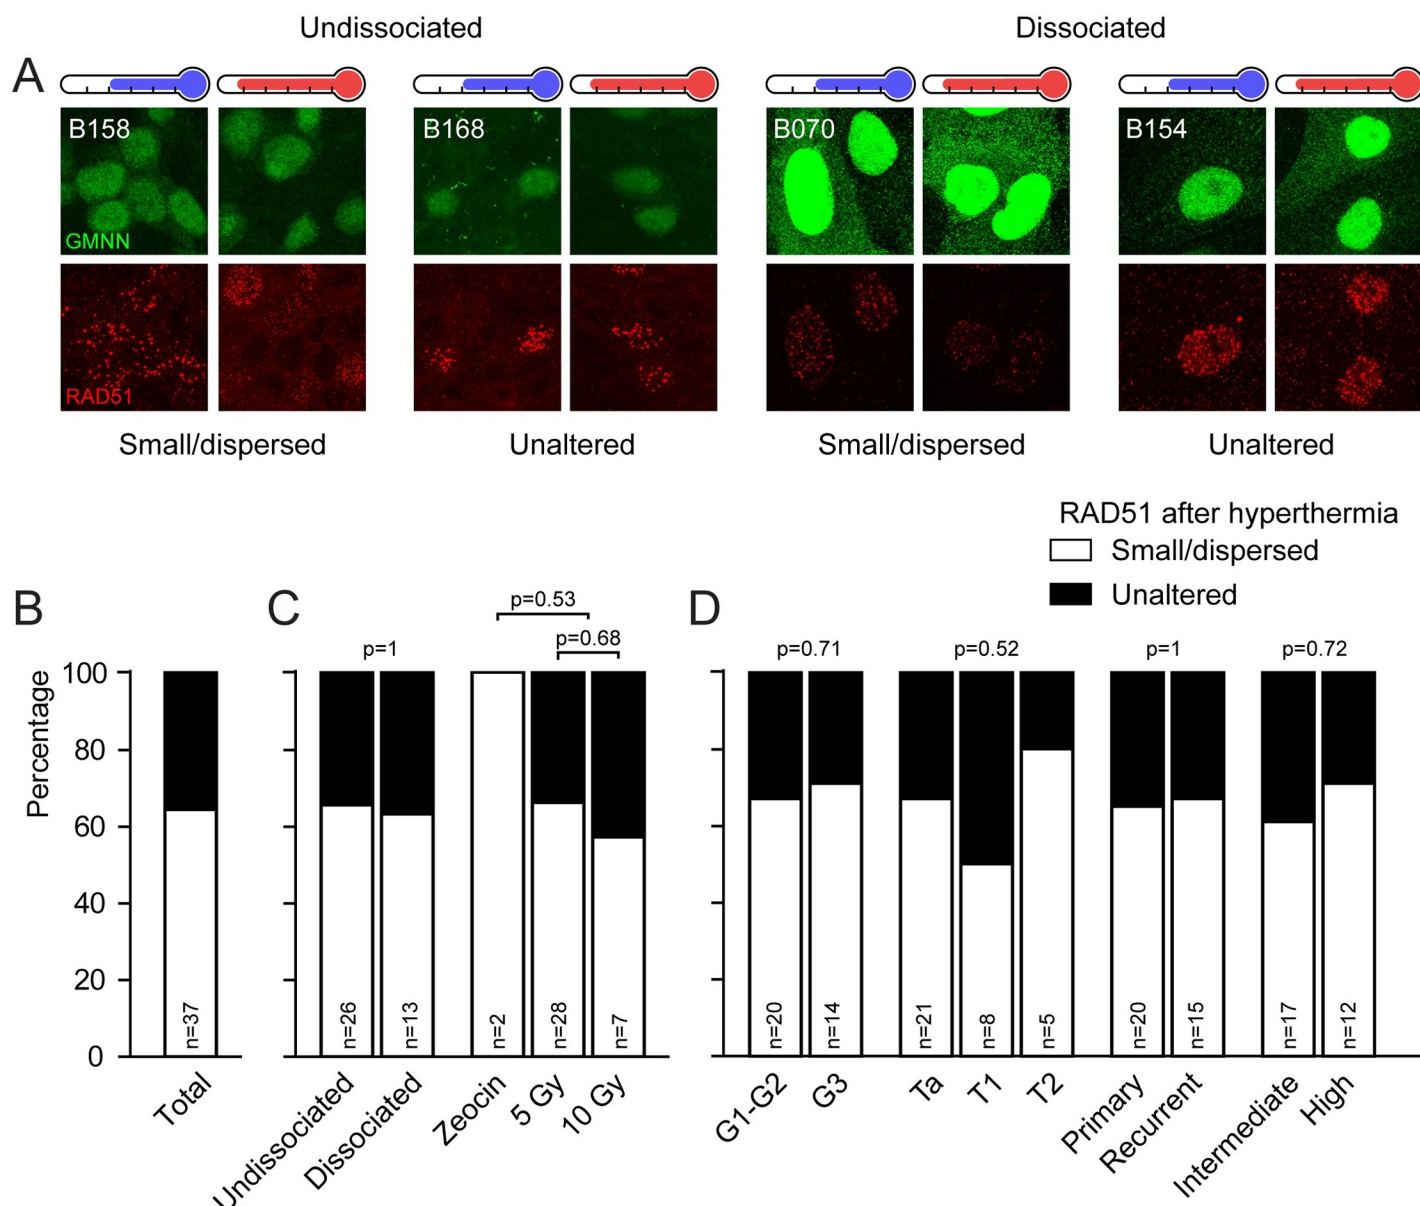 Undissociated
Dissociated
A
B158
B168
B070
B154
GMNN
RAD51
Small/dispersed
Unaltered
Small/dispersed
Unaltered
RAD51 after hyperthermia
Small/dispersed
Unaltered
B
Percentage
100
80
60
40
20
0
n=37
Total
C
p=1
p=0.53
p=0.68
n=26
n=13
n=2
n=28
n=7
Undissociated
Dissociated
Zeocin
5 Gy
10 Gy
D
p=0.71
p=0.52
p=1
p=0.72
n=20
n=14
n=21
n=8
n=5
n=20
n=15
n=17
n=12
G1-G2
G3
Ta
T1
T2
Primary
Recurrent
Intermediate
High